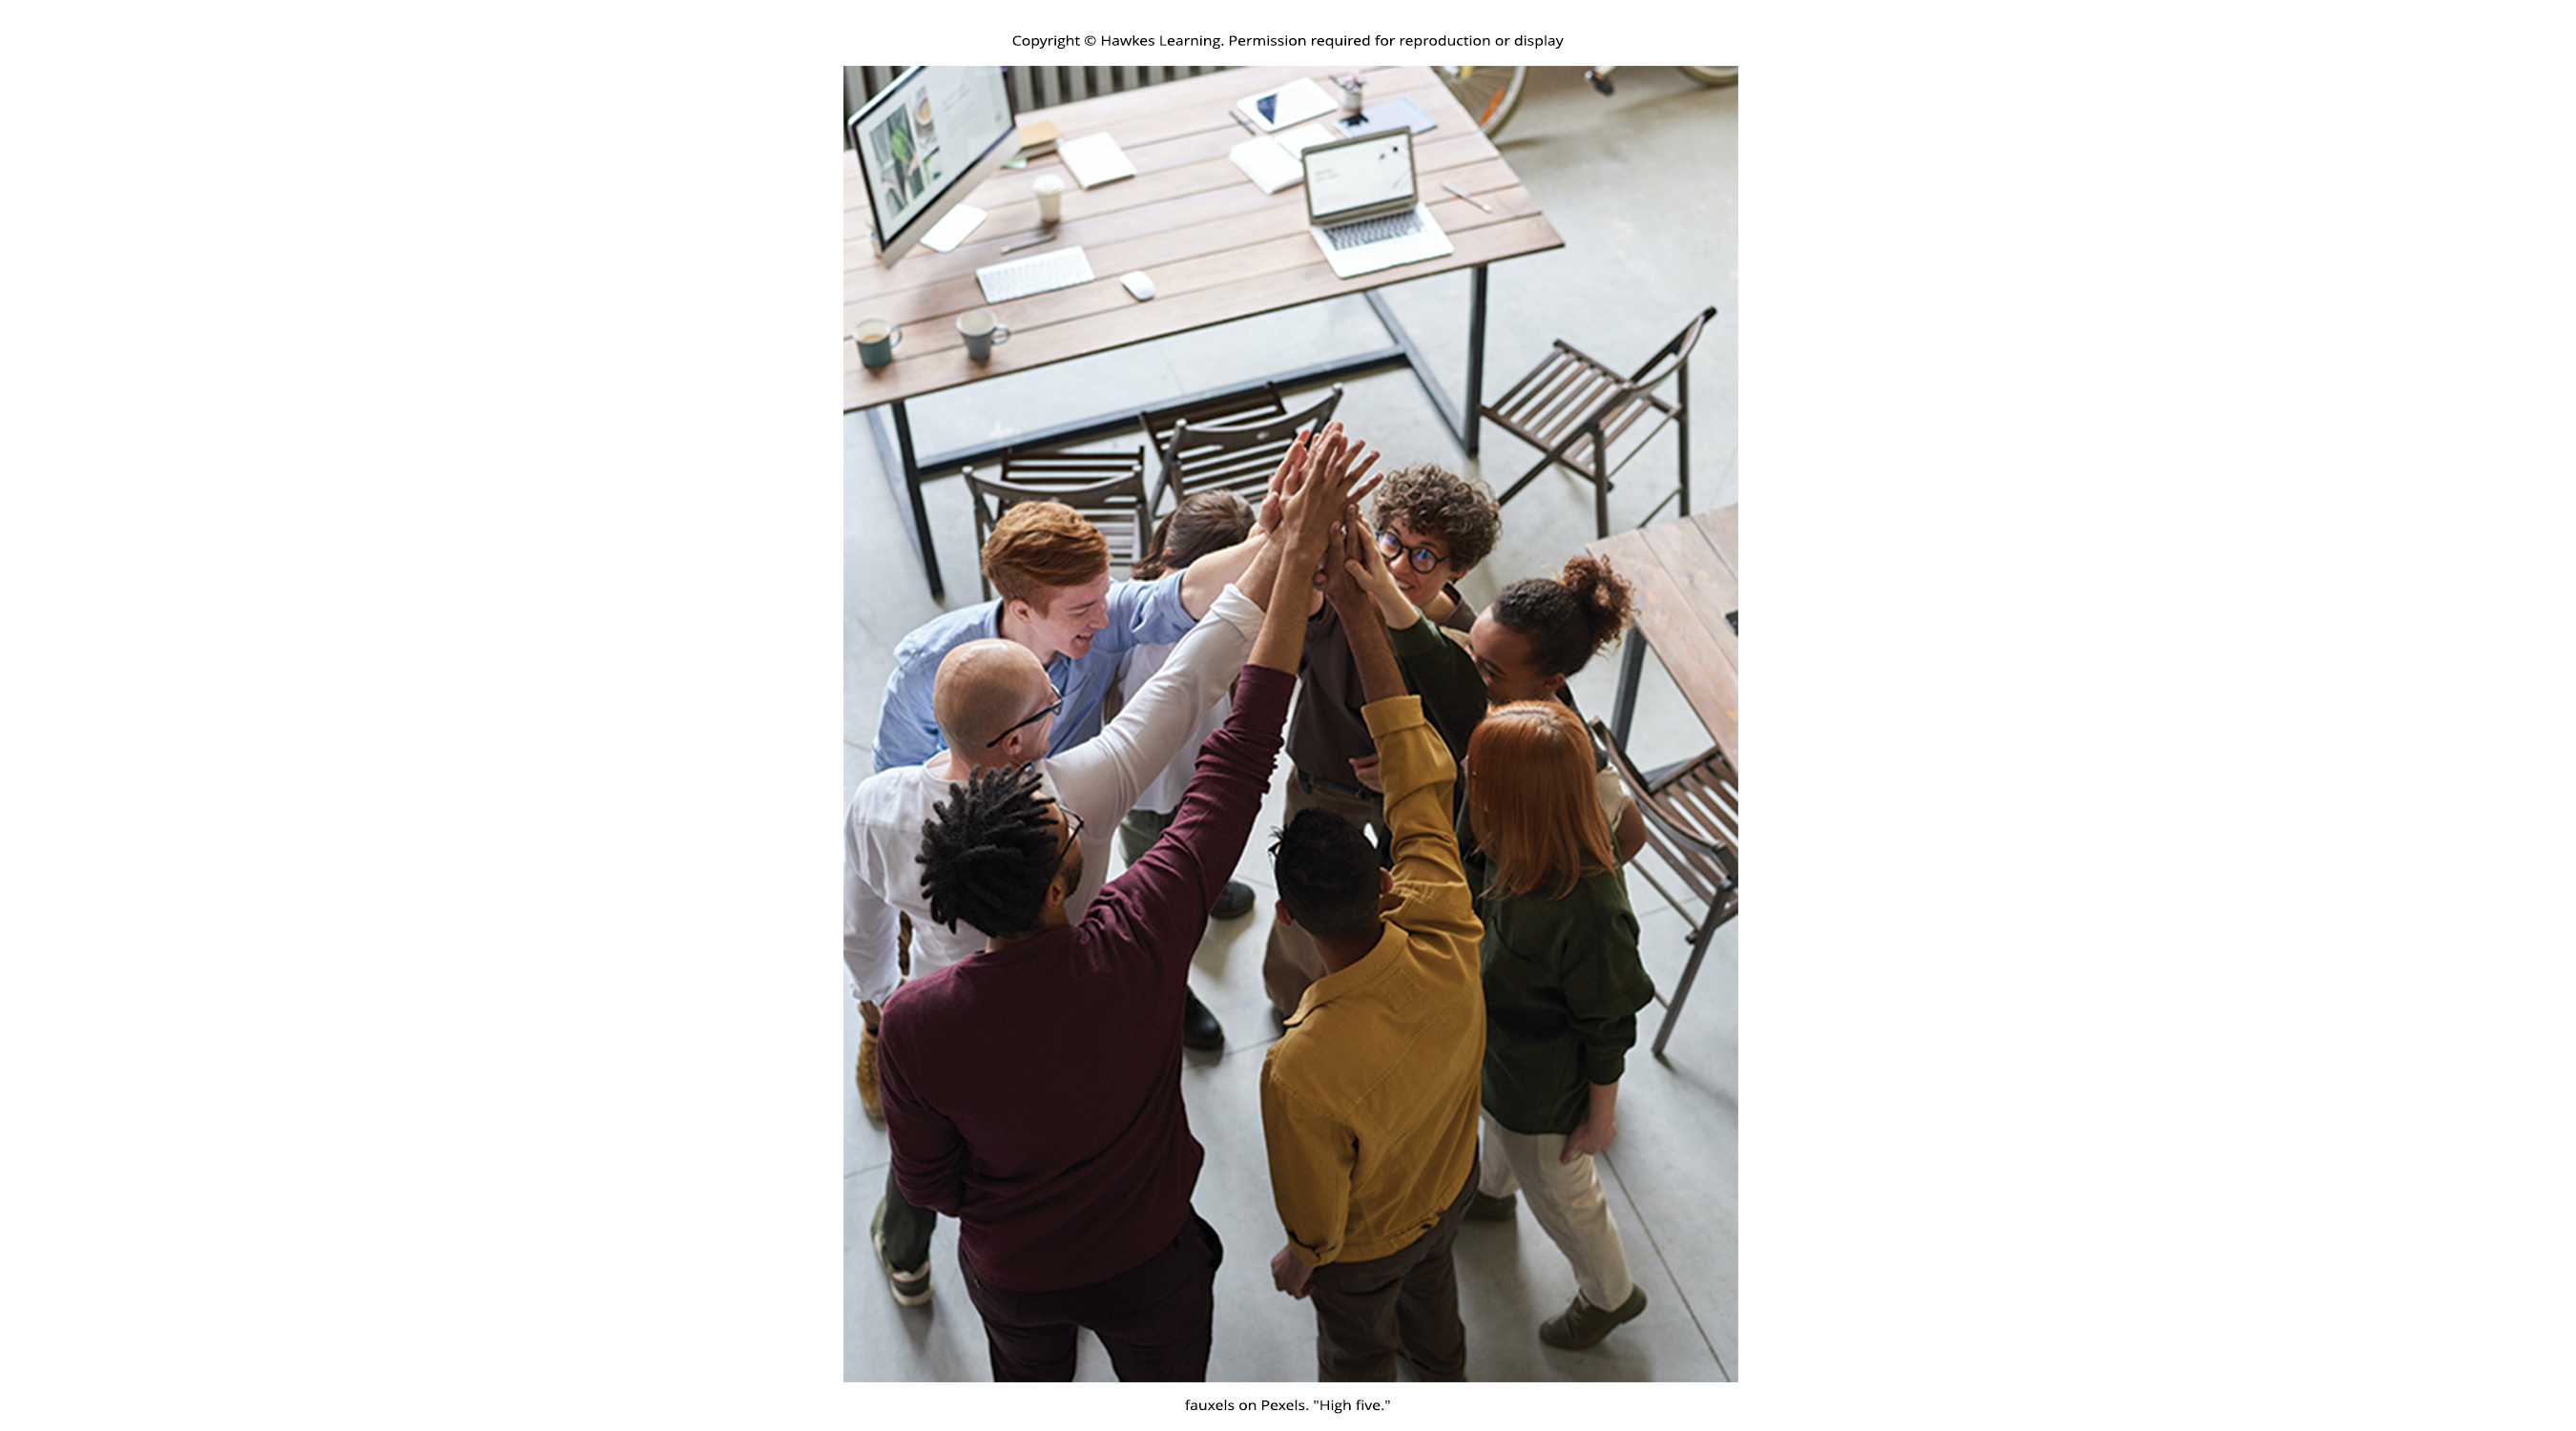 Copyright © Hawkes Learning. Permission required for reproduction or display
fauxels on Pexels. "High five."